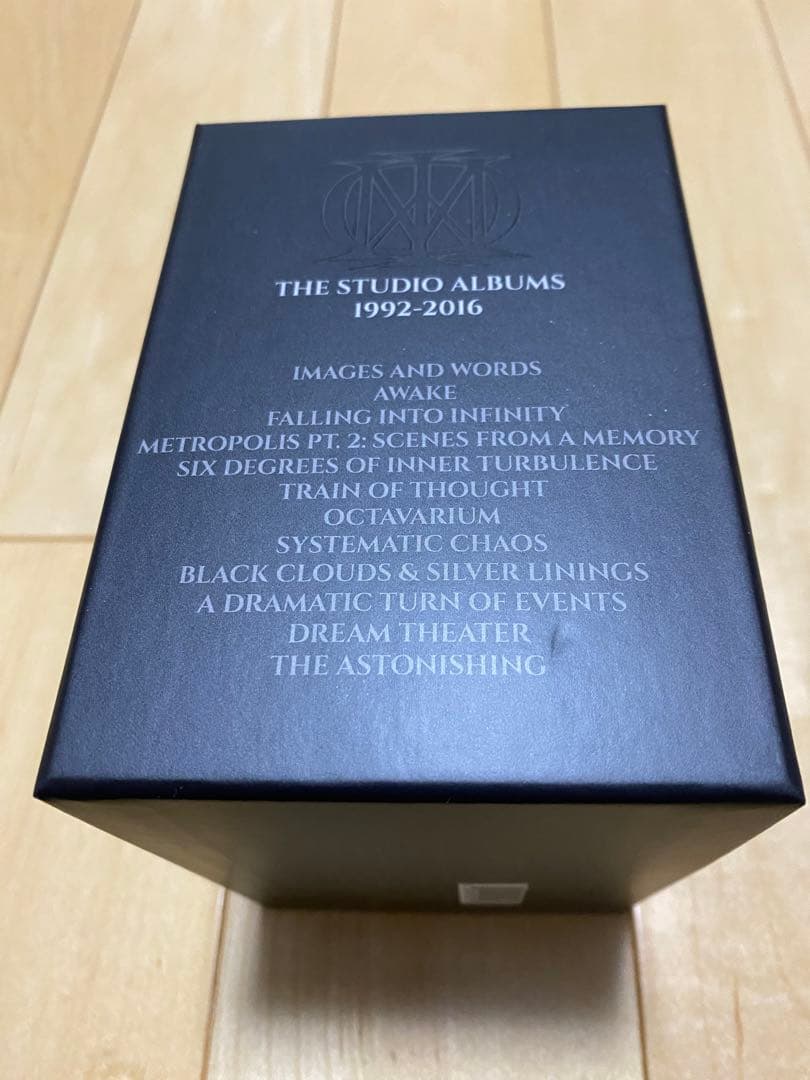 THE STUDIO ALBUMS
1992-2016
IMAGES AND WORDS
AWAKE
FALLING INTO INFINITY
METROPOLIS PT. 2: SCENES FROM A MEMORY
SIX DEGREES OF INNER TURBULENCE
TRAIN OF THOUGHT
OCTAVARIUM
SYSTEMATIC CHAOS
BLACK CLOUDS & SILVER LININGS
A DRAMATIC TURN OF EVENTS
DREAM THEATER
THE ASTONISHING